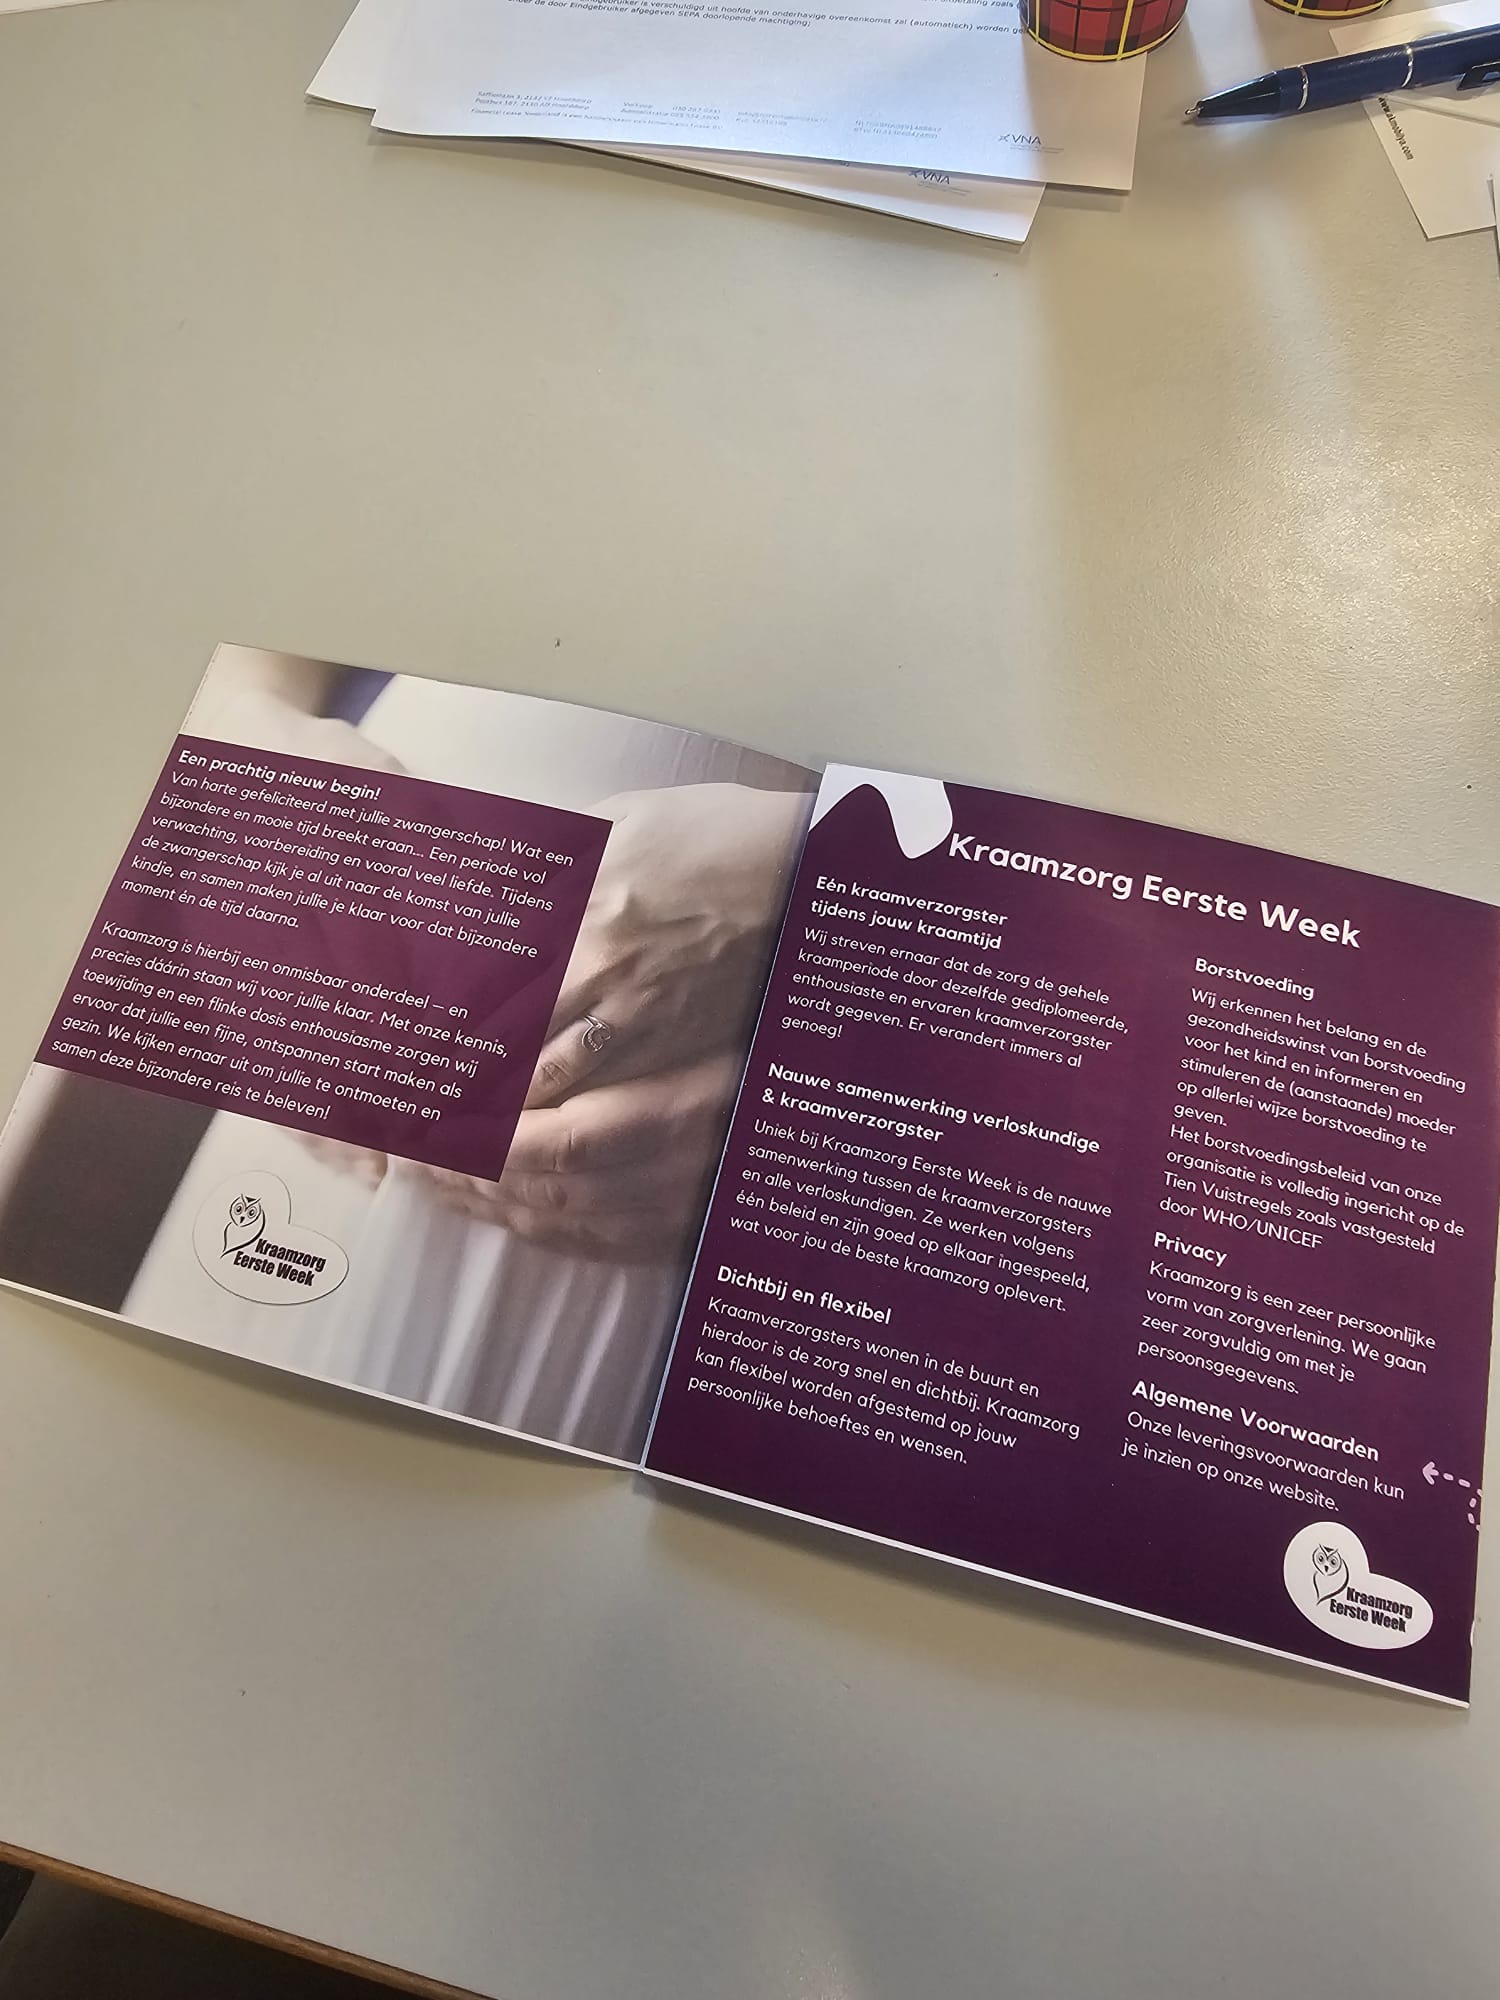 Eindgebruiker is verschuldigd uit hoofde van onderhavige overeenkomst zal (automatisch) worden
de door Eindgebruiker afgegeven SEPA doorlopende machtiging;
VNA
VNA
Een prachtig nieuw begin!
Van harte gefeliciteerd met jullie zwangerschap! Wat een
bijzondere en mooie tijd breekt eraan... Een periode vol
verwachting, voorbereiding en vooral veel liefde. Tijdens
de zwangerschap kijk je al uit naar de komst van jullie
kindje, en samen maken jullie je klaar voor dat bijzondere
moment én de tijd daarna.
Kraamzorg is hierbij een onmisbaar onderdeel – en
precies dáárin staan wij voor jullie klaar. Met onze kennis,
toewijding en een flinke dosis enthousiasme zorgen wij
ervoor dat jullie een fijne, ontspannen start maken als
gezin. We kijken ernaar uit om jullie te ontmoeten en
samen deze bijzondere reis te beleven!
Kraamzorg
Eerste Week
Kraamzorg Eerste Week
Eén kraamverzorgster
tijdens jouw kraamtijd
Wij streven ernaar dat de zorg de gehele
kraamperiode door dezelfde gediplomeerde,
enthousiaste en ervaren kraamverzorgster
wordt gegeven. Er verandert immers al
genoeg!
Nauwe samenwerking verloskundige
& kraamverzorgster
Uniek bij Kraamzorg Eerste Week is de nauwe
samenwerking tussen de kraamverzorgsters
en alle verloskundigen. Ze werken volgens
één beleid en zijn goed op elkaar ingespeeld,
wat voor jou de beste kraamzorg oplevert.
Dichtbij en flexibel
Kraamverzorgsters wonen in de buurt en
hierdoor is de zorg snel en dichtbij. Kraamzorg
kan flexibel worden afgestemd op jouw
persoonlijke behoeftes en wensen.
Borstvoeding
Wij erkennen het belang en de
gezondheidswinst van borstvoeding
voor het kind en informeren en
stimuleren de (aanstaande) moeder
op allerlei wijze borstvoeding te
geven.
Het borstvoedingsbeleid van onze
organisatie is volledig ingericht op de
Tien Vuistregels zoals vastgesteld
door WHO/UNICEF
Privacy
Kraamzorg is een zeer persoonlijke
vorm van zorgverlening. We gaan
zeer zorgvuldig om met je
persoonsgegevens.
Algemene Voorwaarden
Onze leveringsvoorwaarden kun
je inzien op onze website.
Kraamzorg
Eerste Week